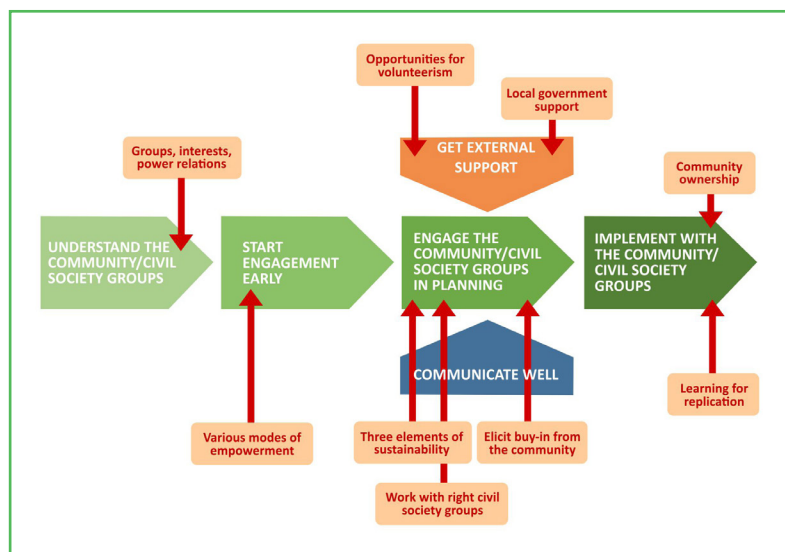 Opportunities for
volunteerism
Local government
support
Groups, interests,
power relations
GET EXTERNAL
SUPPORT
Community
ownership
UNDERSTAND THE
COMMUNITY/CIVIL
SOCIETY GROUPS
START
ENGAGEMENT
EARLY
ENGAGE THE
COMMUNITY/CIVIL
SOCIETY GROUPS
IN PLANNING
IMPLEMENT WITH
THE COMMUNITY/
CIVIL SOCIETY
GROUPS
COMMUNICATE WELL
Learning for
replication
Various modes of
empowerment
Three elements of
sustainability
Elicit buy-in from
the community
Work with right civil
society groups